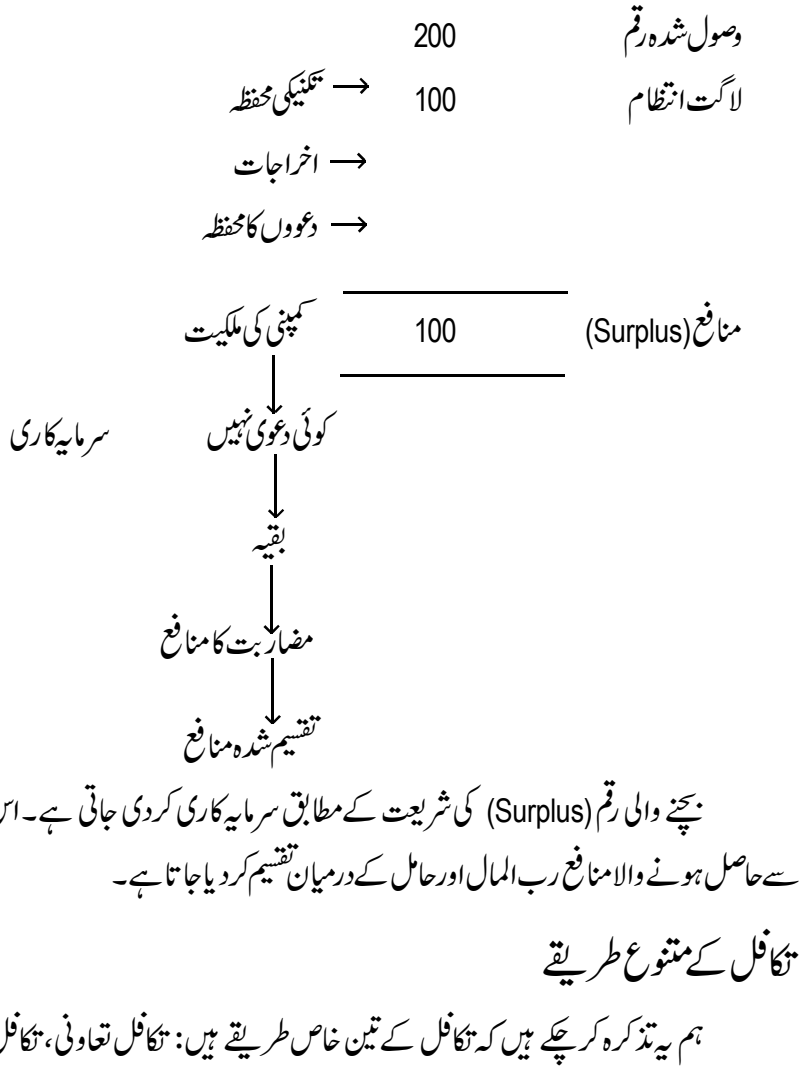 وصول شدہ رقم 200
لاگت انتظام 100 → تکنیکی محفظہ
→ اخراجات
→ دعووں کا محفظہ
منافع (Surplus) 100 کمپنی کی ملکیت
کوئی دعویٰ نہیں سرمایہ کاری
بقیہ
مضاربت کا منافع
تقسیم شدہ منافع
بچنے والی رقم (Surplus) کی شریعت کے مطابق سرمایہ کاری کردی جاتی ہے۔ اس
سے حاصل ہونے والا منافع رب المال اور حامل کے درمیان تقسیم کر دیا جاتا ہے۔
تکافل کے متنوع طریقے
ہم یہ تذکرہ کر چکے ہیں کہ تکافل کے تین خاص طریقے ہیں: تکافل تعاونی، تکافل